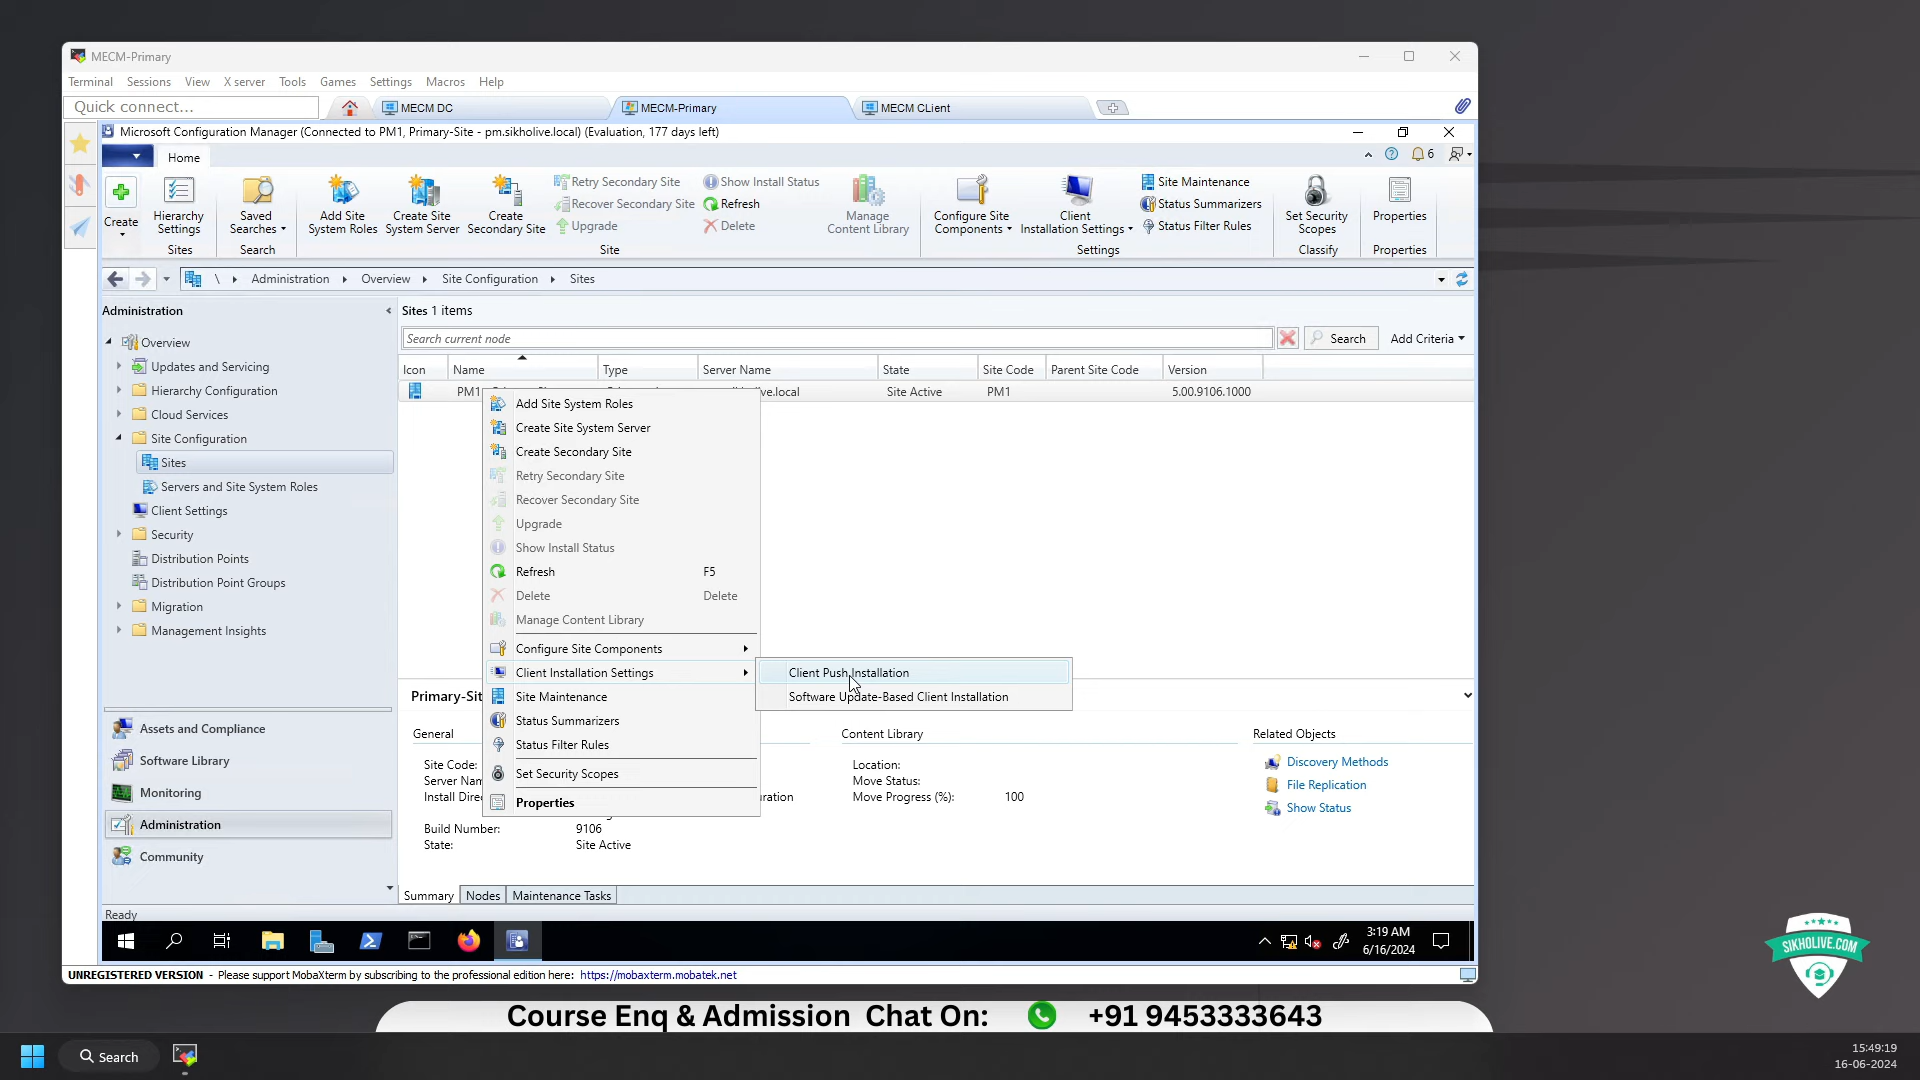 MECM-Primary
Terminal Sessions View X server Tools Games Settings Macros Help
Quick connect...
MECM DC
MECM-Primary
MECM CLient
Microsoft Configuration Manager (Connected to PM1, Primary-Site - pm.sikholive.local) (Evaluation, 177 days left)
Home
6
Create
Hierarchy Settings
Sites
Saved Searches
Search
Add Site System Roles
Create Site System Server
Create Secondary Site
Retry Secondary Site
Recover Secondary Site
Upgrade
Show Install Status
Refresh
Delete
Site
Manage Content Library
Configure Site Components
Client Installation Settings
Site Maintenance
Status Summarizers
Status Filter Rules
Settings
Set Security Scopes
Classify
Properties
Properties
\ Administration Overview Site Configuration Sites
Administration
Overview
Updates and Servicing
Hierarchy Configuration
Cloud Services
Site Configuration
Sites
Servers and Site System Roles
Client Settings
Security
Distribution Points
Distribution Point Groups
Migration
Management Insights
Assets and Compliance
Software Library
Monitoring
Administration
Community
Sites 1 items
Search current node
Search
Add Criteria
Icon Name Type Server Name State Site Code Parent Site Code Version
PM1 live.local Site Active PM1 5.00.9106.1000
Add Site System Roles
Create Site System Server
Create Secondary Site
Retry Secondary Site
Recover Secondary Site
Upgrade
Show Install Status
Refresh F5
Delete Delete
Manage Content Library
Configure Site Components
Client Installation Settings
Site Maintenance
Status Summarizers
Status Filter Rules
Set Security Scopes
Properties
Client Push Installation
Software Update-Based Client Installation
Primary-Sit
General
Site Code:
Server Nam
Install Direc uration
Build Number: 9106
State: Site Active
Content Library
Location:
Move Status:
Move Progress (%): 100
Related Objects
Discovery Methods
File Replication
Show Status
Summary Nodes Maintenance Tasks
Ready
3:19 AM
6/16/2024
UNREGISTERED VERSION - Please support MobaXterm by subscribing to the professional edition here: https://mobaxterm.mobatek.net
SIKHOLIVE.COM
Course Enq & Admission Chat On: +91 9453333643
Search
15:49:19
16-06-2024